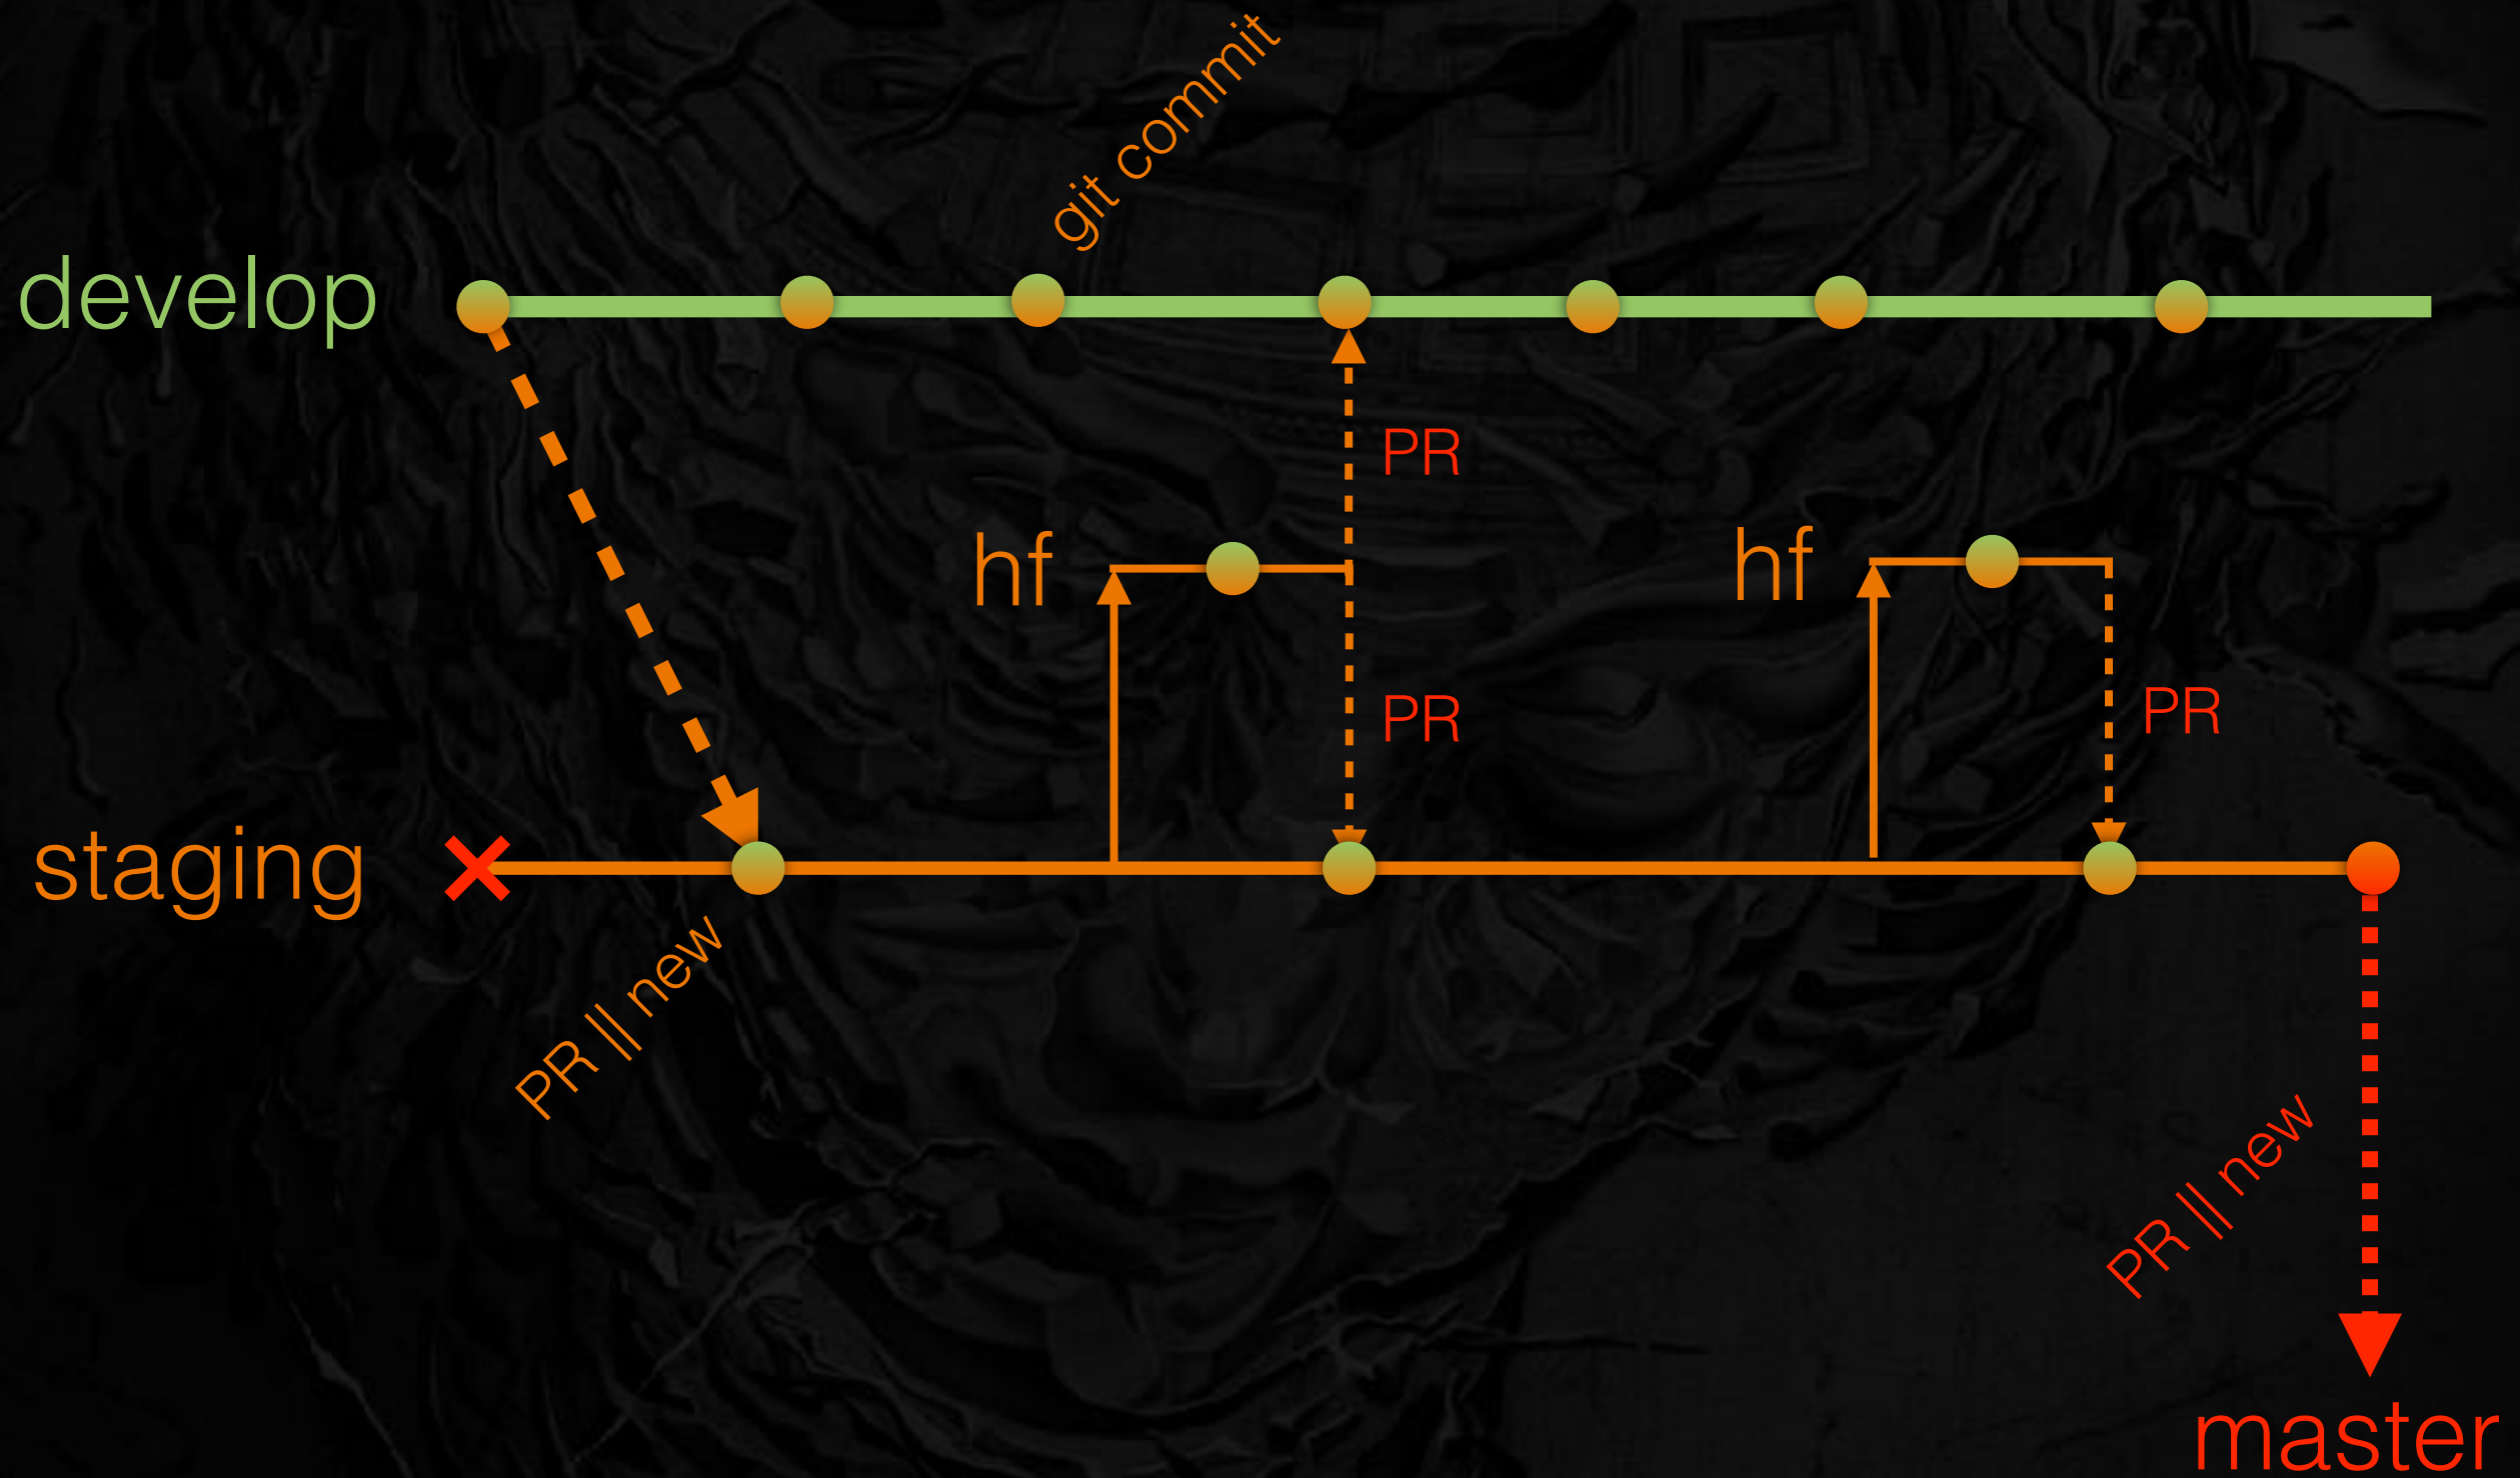 git commit
develop
PR
hf
hf
PR
PR
staging
PR ||| new
PR ||| new
master